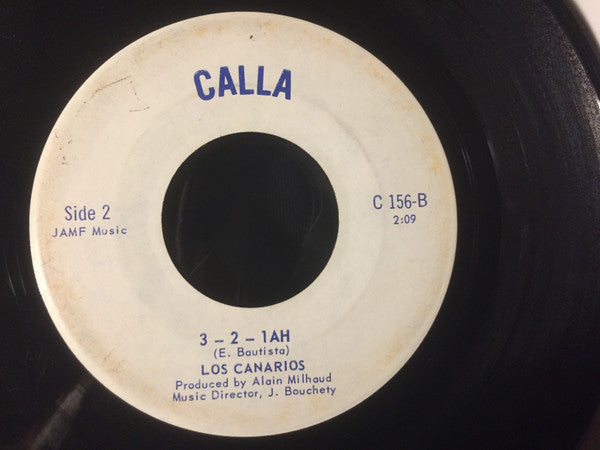 CALLA
Side 2
JAMF Music
C 156-B
2:09
3 - 2 - 1AH
(E. Bautista)
LOS CANARIOS
Produced by Alain Milhaud
Music Director, J. Bouchety